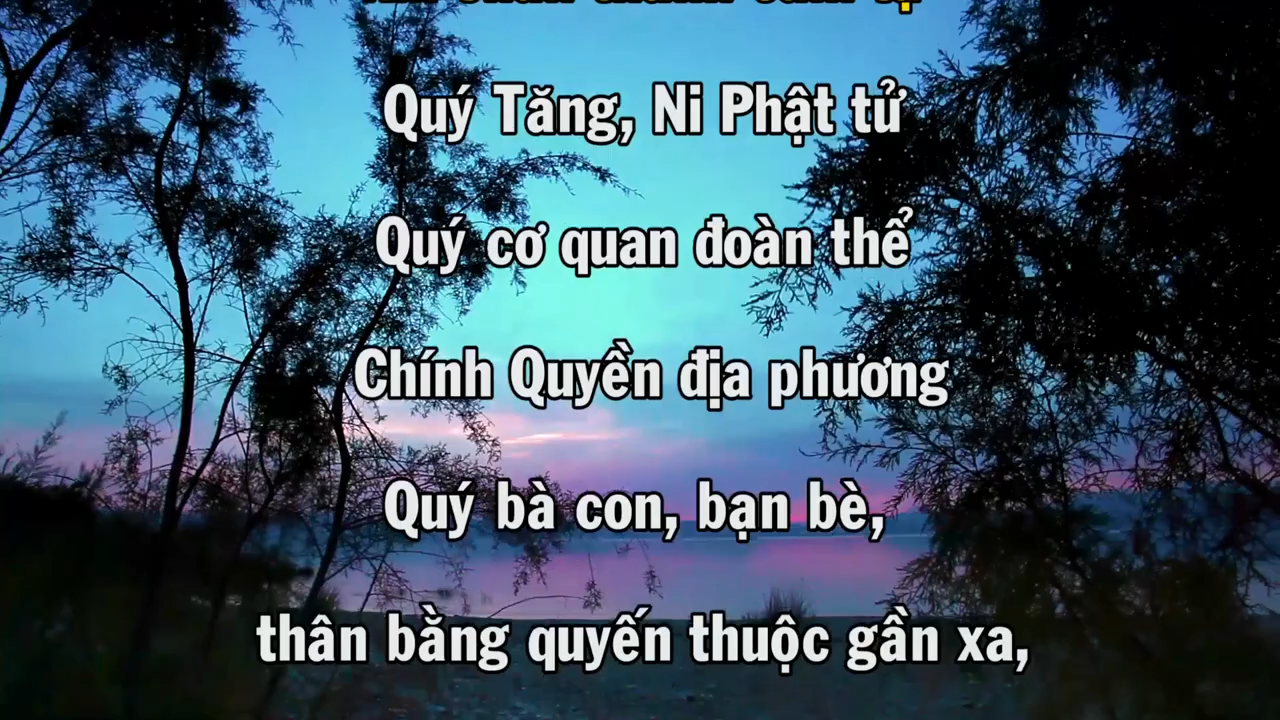 Quý Tăng, Ni Phật tử
Quý cơ quan đoàn thể
Chính Quyền địa phương
Quý bà con, bạn bè,
thân bằng quyến thuộc gần xa,